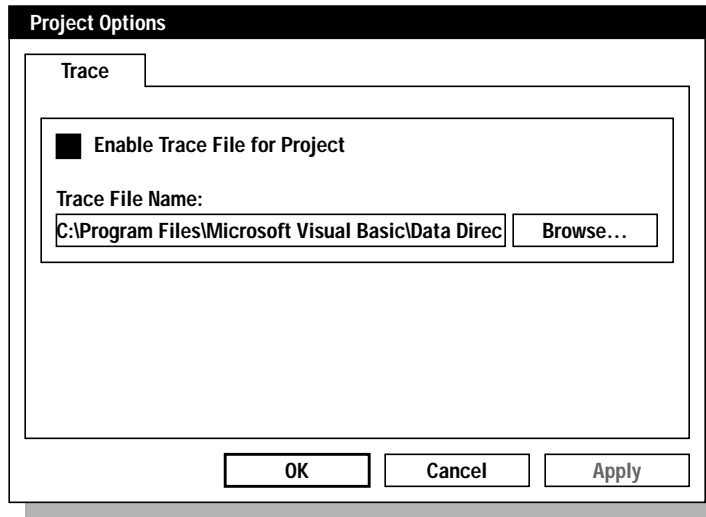 Project Options
Trace
Enable Trace File for Project
Trace File Name:
C:\Program Files\Microsoft Visual Basic\Data Direc
Browse...
OK
Cancel
Apply